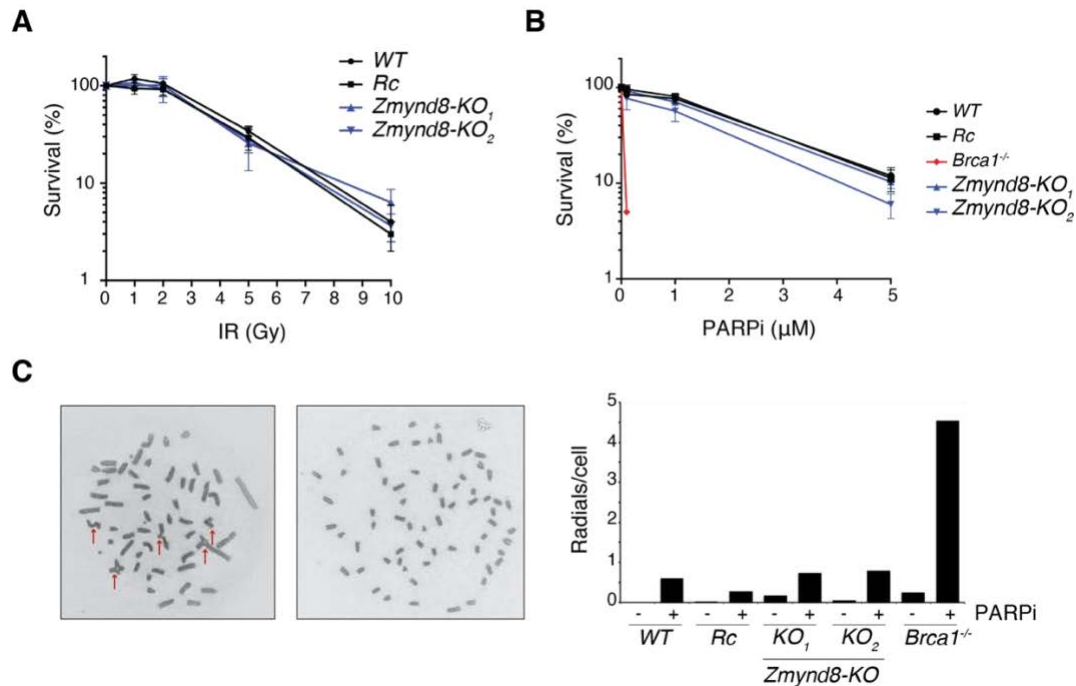 A
Survival (%)
100
10
1
0 1 2 3 4 5 6 7 8 9 10
IR (Gy)
WT
Rc
Zmynd8-KO₁
Zmynd8-KO₂
B
Survival (%)
100
10
1
0 1 2 3 4 5
PARPi (μM)
WT
Rc
Brca1⁻/⁻
Zmynd8-KO₁
Zmynd8-KO₂
C
Radials/cell
5
4
3
2
1
0
- + - + - + - + - + PARPi
WT Rc KO₁ KO₂ Brca1⁻/⁻
Zmynd8-KO